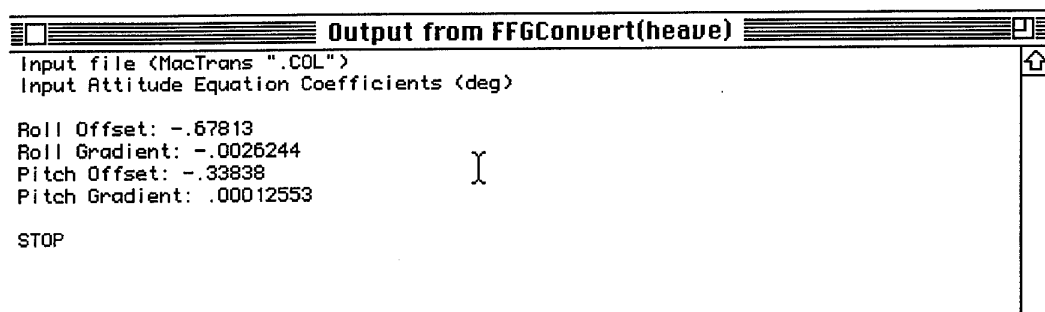 Output from FFGConvert(heave)
Input file (MacTrans ".COL")
Input Attitude Equation Coefficients (deg)
Roll Offset: -.67813
Roll Gradient: -.0026244
Pitch Offset: -.33838
Pitch Gradient: .00012553
STOP